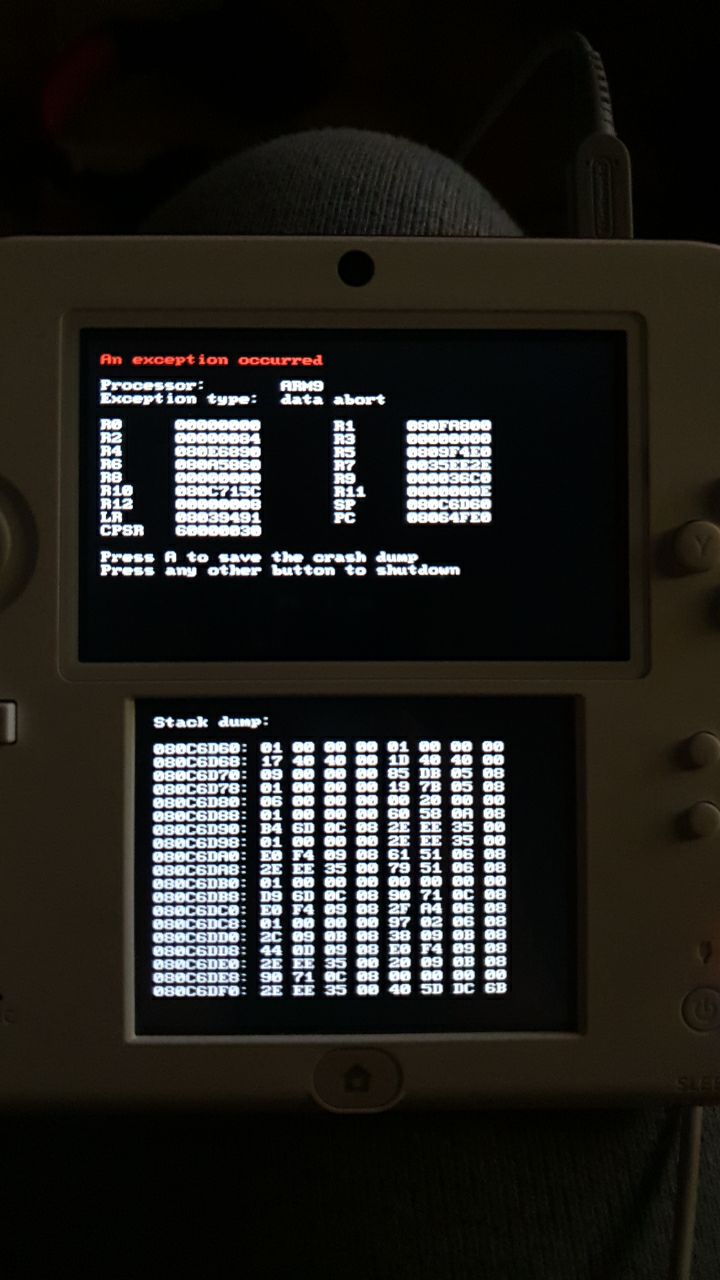 An exception occurred
Processor: ARM9
Exception type: data abort
R0 00000000 R1 080FA800
R2 00000084 R3 00000000
R4 080E6890 R5 0809F4E0
R6 080A5860 R7 0035EE2E
R8 00000000 R9 000036C0
R10 080C715C R11 0000000E
R12 00000008 SP 080C6D60
LR 08039491 PC 08064FE0
CPSR 60000030
Press A to save the crash dump
Press any other button to shutdown
Y
Stack dump:
080C6D60: 01 00 00 00 01 00 00 00
080C6D68: 17 40 40 00 1D 40 40 00
080C6D70: 09 00 00 00 85 DB 05 08
080C6D78: 01 00 00 00 19 7B 05 08
080C6D80: 06 00 00 00 00 20 00 00
080C6D88: 01 00 00 00 60 58 0A 08
080C6D90: B4 6D 0C 08 2E EE 35 00
080C6D98: 01 00 00 00 2E EE 35 00
080C6DA0: E0 F4 09 08 61 51 06 08
080C6DA8: 2E EE 35 00 79 51 06 08
080C6DB0: 01 00 00 00 00 00 00 00
080C6DB8: D9 6D 0C 08 90 71 0C 08
080C6DC0: E0 F4 09 08 2F A4 06 08
080C6DC8: 01 00 00 00 97 02 06 08
080C6DD0: 2C 09 0B 08 38 09 0B 08
080C6DD8: 44 0D 09 08 E0 F4 09 08
080C6DE0: 2E EE 35 00 20 09 0B 08
080C6DE8: 90 71 0C 08 00 00 00 00
080C6DF0: 2E EE 35 00 40 5D DC 6B